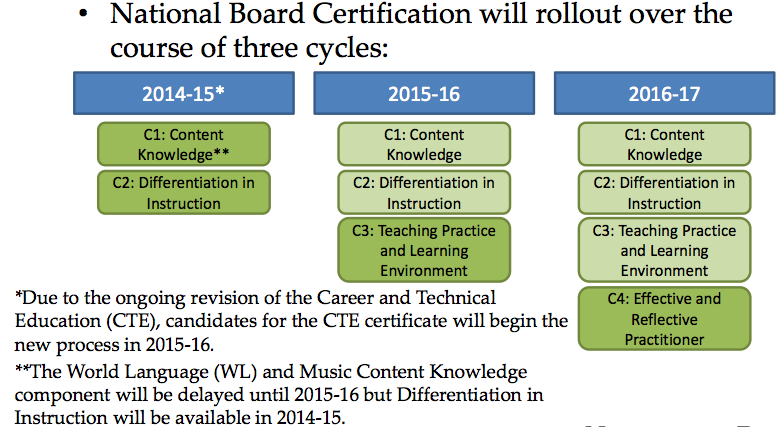 • National Board Certification will rollout over the
course of three cycles:
2014-15*
2015-16
2016-17
C1: Content
Knowledge**
C1: Content
Knowledge
C1: Content
Knowledge
C2: Differentiation in
Instruction
C2: Differentiation in
Instruction
C2: Differentiation in
Instruction
C3: Teaching Practice
and Learning
Environment
C3: Teaching Practice
and Learning
Environment
C4: Effective and
Reflective
Practitioner
*Due to the ongoing revision of the Career and Technical
Education (CTE), candidates for the CTE certificate will begin the
new process in 2015-16.
**The World Language (WL) and Music Content Knowledge
component will be delayed until 2015-16 but Differentiation in
Instruction will be available in 2014-15.